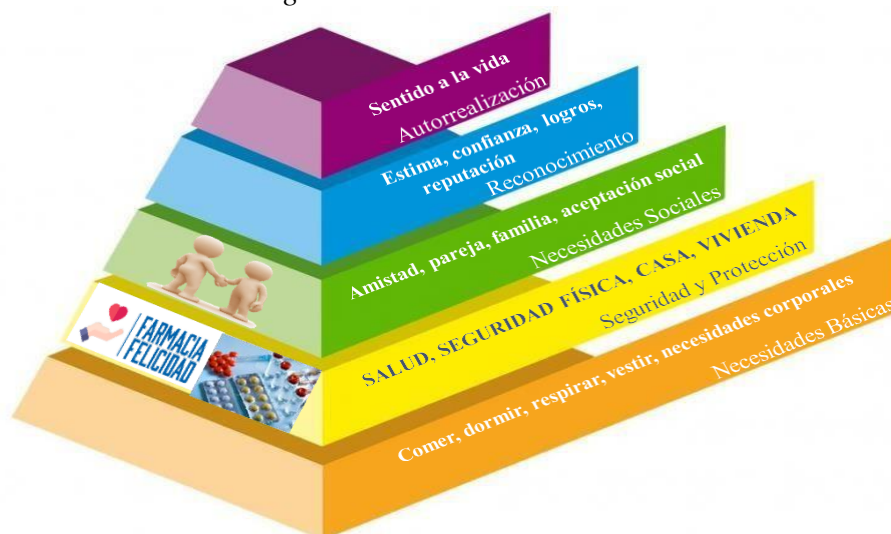 Sentido a la vida
Autorrealización
Estima, confianza, logros,
reputación
Reconocimiento
Amistad, pareja, familia, aceptación social
Necesidades Sociales
SALUD, SEGURIDAD FÍSICA, CASA, VIVIENDA
Seguridad y Protección
FARMACIA
FELICIDAD
Comer, dormir, respirar, vestir, necesidades corporales
Necesidades Básicas